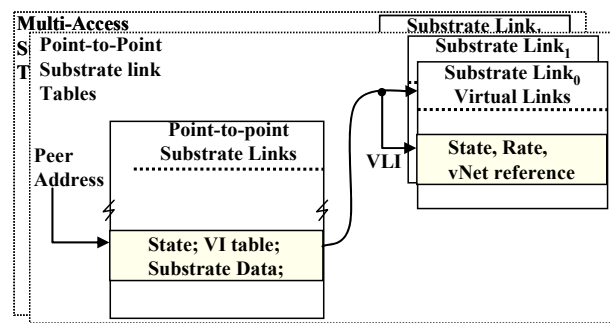 Multi-Access
S
T
Point-to-Point
Substrate link
Tables
Substrate Link
Substrate Link1
Substrate Link0
Virtual Links
Point-to-point
Substrate Links
Peer
Address
VLI
State, Rate,
vNet reference
State; VI table;
Substrate Data;